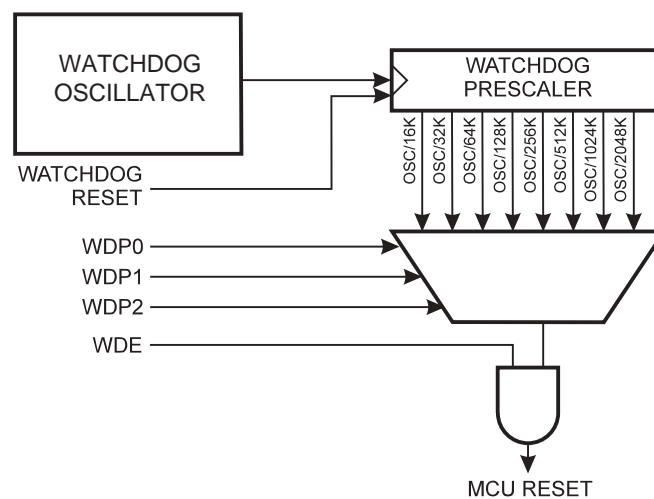 WATCHDOG
OSCILLATOR
WATCHDOG
PRESCALER
OSC/16K
OSC/32K
OSC/64K
OSC/128K
OSC/256K
OSC/512K
OSC/1024K
OSC/2048K
WATCHDOG
RESET
WDP0
WDP1
WDP2
WDE
MCU RESET